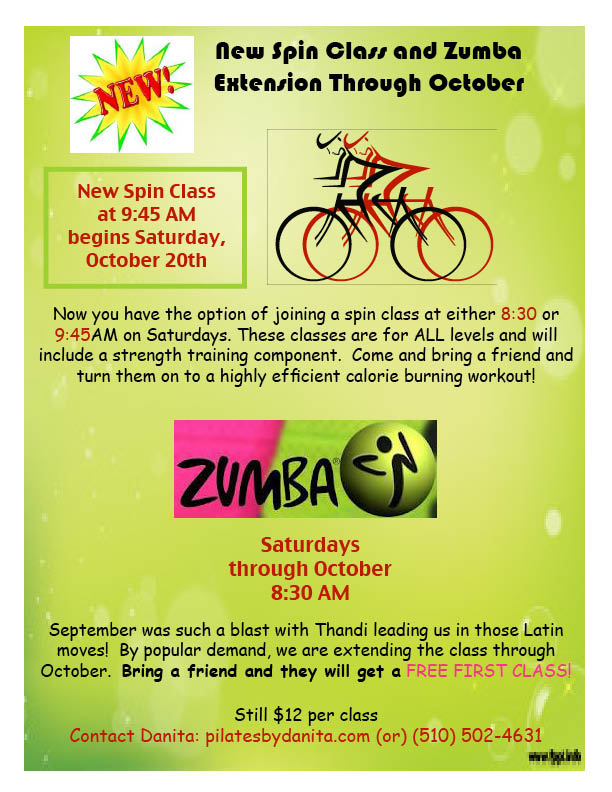 NEW!
New Spin Class and Zumba
Extension Through October
New Spin Class
at 9:45 AM
begins Saturday,
October 20th
Now you have the option of joining a spin class at either 8:30 or
9:45AM on Saturdays. These classes are for ALL levels and will
include a strength training component.  Come and bring a friend and
turn them on to a highly efficient calorie burning workout!
ZUMBA®
Saturdays
through October
8:30 AM
September was such a blast with Thandi leading us in those Latin
moves!  By popular demand, we are extending the class through
October.  Bring a friend and they will get a FREE FIRST CLASS!
Still $12 per class
Contact Danita: pilatesbydanita.com (or) (510) 502-4631